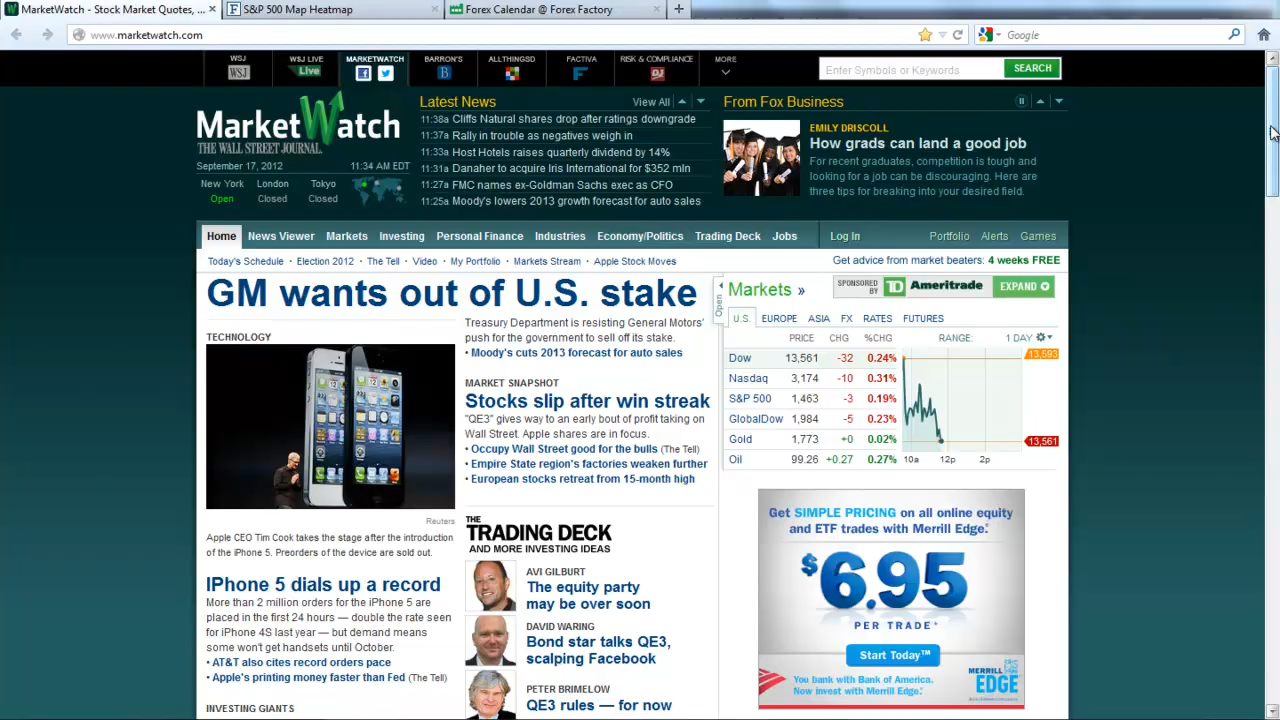 MarketWatch - Stock Market Quotes, ...
S&P 500 Map Heatmap
Forex Calendar @ Forex Factory
www.marketwatch.com
Google
WSJ
WSJ
WSJ LIVE
Live
MARKETWATCH
BARRON'S
B
ALLTHINGSD
FACTIVA
RISK & COMPLIANCE
DJ
MORE
Enter Symbols or Keywords
SEARCH
MarketWatch
THE WALL STREET JOURNAL.
September 17, 2012
11:34 AM EDT
New York
London
Tokyo
Open
Closed
Closed
Latest News
View All
11:38a Cliffs Natural shares drop after ratings downgrade
11:37a Rally in trouble as negatives weigh in
11:33a Host Hotels raises quarterly dividend by 14%
11:31a Danaher to acquire Iris International for $352 mln
11:27a FMC names ex-Goldman Sachs exec as CFO
11:25a Moody's lowers 2013 growth forecast for auto sales
From Fox Business
EMILY DRISCOLL
How grads can land a good job
For recent graduates, competition is tough and
looking for a job can be discouraging. Here are
three tips for breaking into your desired field.
Home
News Viewer
Markets
Investing
Personal Finance
Industries
Economy/Politics
Trading Deck
Jobs
Log In
Portfolio
Alerts
Games
Today's Schedule · Election 2012 · The Tell · Video · My Portfolio · Markets Stream · Apple Stock Moves
Get advice from market beaters: 4 weeks FREE
GM wants out of U.S. stake
Treasury Department is resisting General Motors'
push for the government to sell off its stake.
• Moody's cuts 2013 forecast for auto sales
TECHNOLOGY
Reuters
Apple CEO Tim Cook takes the stage after the introduction
of the iPhone 5. Preorders of the device are sold out.
IPhone 5 dials up a record
More than 2 million orders for the iPhone 5 are
placed in the first 24 hours — double the rate seen
for iPhone 4S last year — but demand means
some won't get handsets until October.
• AT&T also cites record orders pace
• Apple's printing money faster than Fed (The Tell)
INVESTING GIANTS
MARKET SNAPSHOT
Stocks slip after win streak
"QE3" gives way to an early bout of profit taking on
Wall Street. Apple shares are in focus.
• Occupy Wall Street good for the bulls (The Tell)
• Empire State region's factories weaken further
• European stocks retreat from 15-month high
THE
TRADING DECK
AND MORE INVESTING IDEAS
AVI GILBURT
The equity party
may be over soon
DAVID WARING
Bond star talks QE3,
scalping Facebook
PETER BRIMELOW
QE3 rules — for now
Open
Markets »
SPONSORED
BY
TD Ameritrade
EXPAND
U.S.
EUROPE
ASIA
FX
RATES
FUTURES
PRICE
CHG
%CHG
RANGE:
1 DAY
Dow 13,561 -32 0.24%
Nasdaq 3,174 -10 0.31%
S&P 500 1,463 -3 0.19%
GlobalDow 1,984 -5 0.23%
Gold 1,773 +0 0.02%
Oil 99.26 +0.27 0.27%
13,593
13,561
10a
12p
2p
Get SIMPLE PRICING on all online equity
and ETF trades with Merrill Edge.
$6.95
PER TRADE+
Start Today™
You bank with Bank of America.
Now invest with Merrill Edge.
MERRILL
EDGE